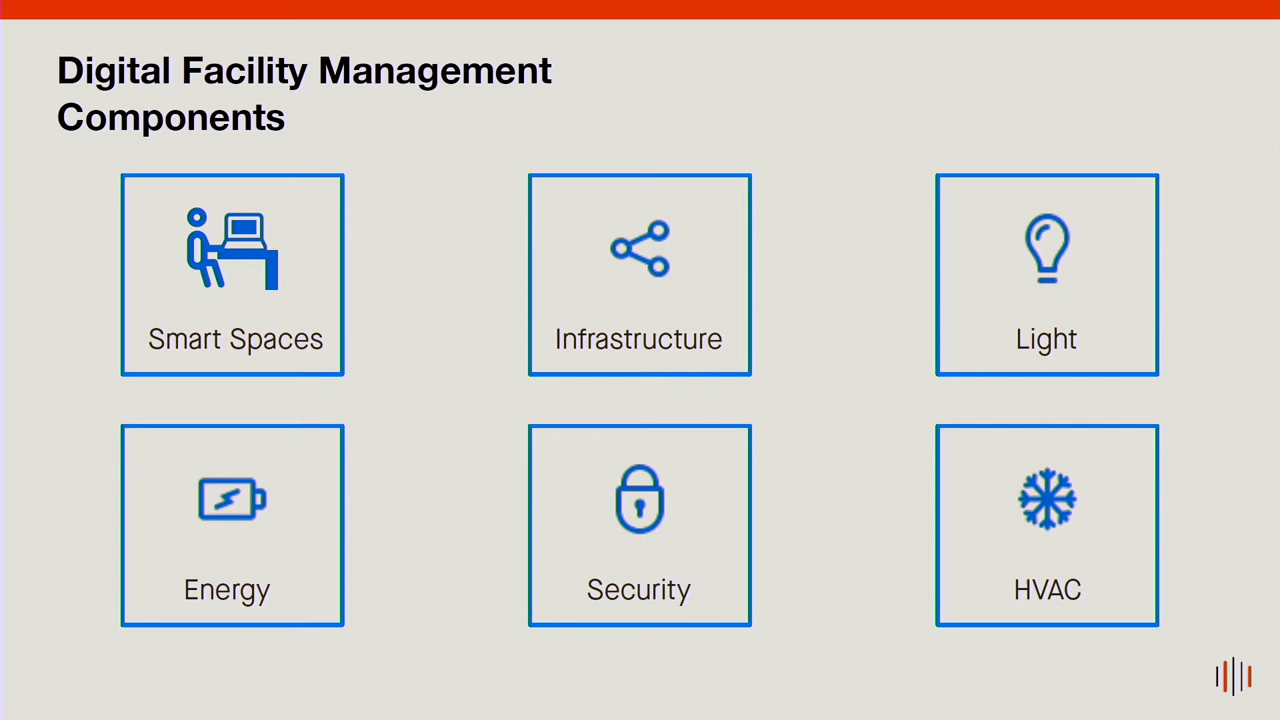 Digital Facility Management
Components
Smart Spaces
Infrastructure
Light
Energy
Security
HVAC